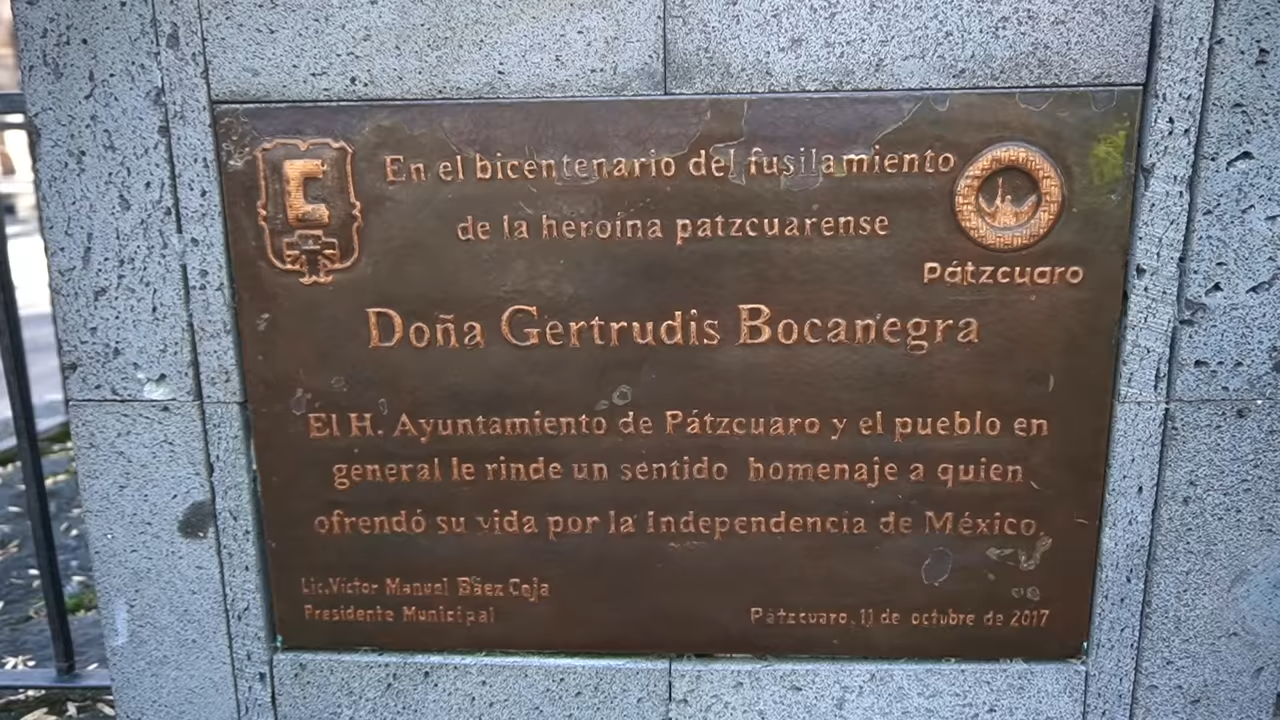 En el bicentenario del fusilamiento
de la heroína patzcuarense
Pátzcuaro
Doña Gertrudis Bocanegra
El H. Ayuntamiento de Pátzcuaro y el pueblo en
general le rinde un sentido homenaje a quien
ofrendó su vida por la Independencia de México.
Lic. Víctor Manuel Báez Ceja
Presidente Municipal
Pátzcuaro, 11 de octubre de 2017